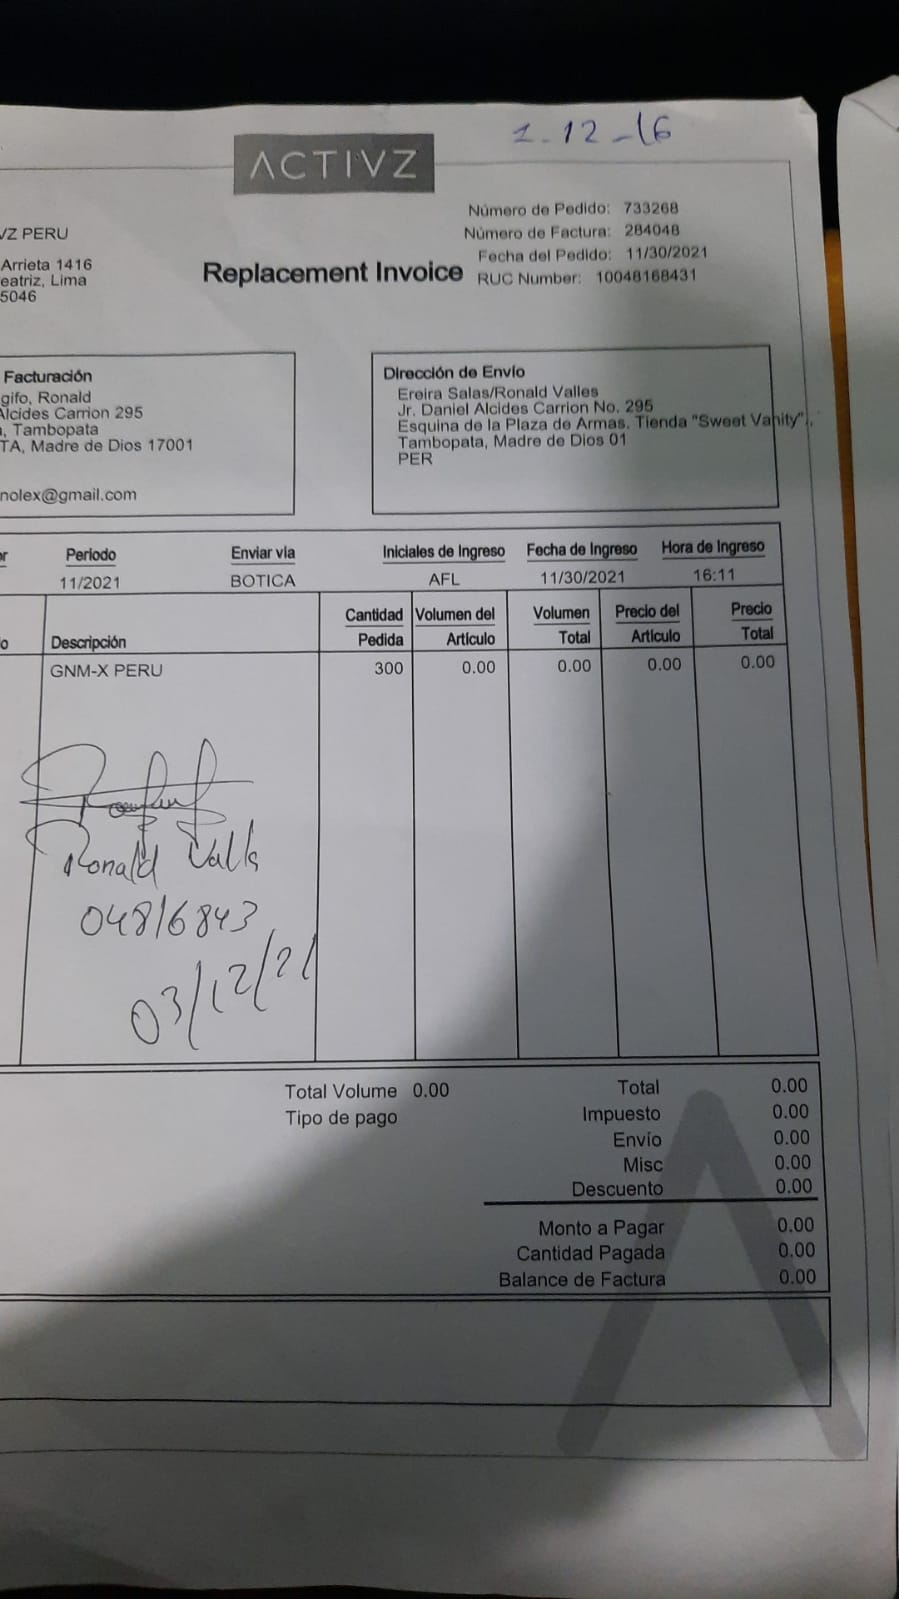 1-12-16
ACTIVZ
Número de Pedido: 733268
Número de Factura: 284048
Fecha del Pedido: 11/30/2021
RUC Number: 10048168431
VZ PERU
Arrieta 1416
eatriz, Lima
5046
Replacement Invoice
Facturación
gifo, Ronald
Alcides Carrion 295
, Tambopata
TA, Madre de Dios 17001
nolex@gmail.com
Dirección de Envío
Ereira Salas/Ronald Valles
Jr. Daniel Alcides Carrion No. 295
Esquina de la Plaza de Armas. Tienda "Sweet Vanity".,
Tambopata, Madre de Dios 01
PER
or Periodo Enviar via Iniciales de Ingreso Fecha de Ingreso Hora de Ingreso
11/2021 BOTICA AFL 11/30/2021 16:11
o Descripción Cantidad Pedida Volumen del Articulo Volumen Total Precio del Articulo Precio Total
GNM-X PERU 300 0.00 0.00 0.00 0.00
Ronald Valls
04816843
03/12/21
Total Volume 0.00
Tipo de pago
Total 0.00
Impuesto 0.00
Envío 0.00
Misc 0.00
Descuento 0.00
Monto a Pagar 0.00
Cantidad Pagada 0.00
Balance de Factura 0.00